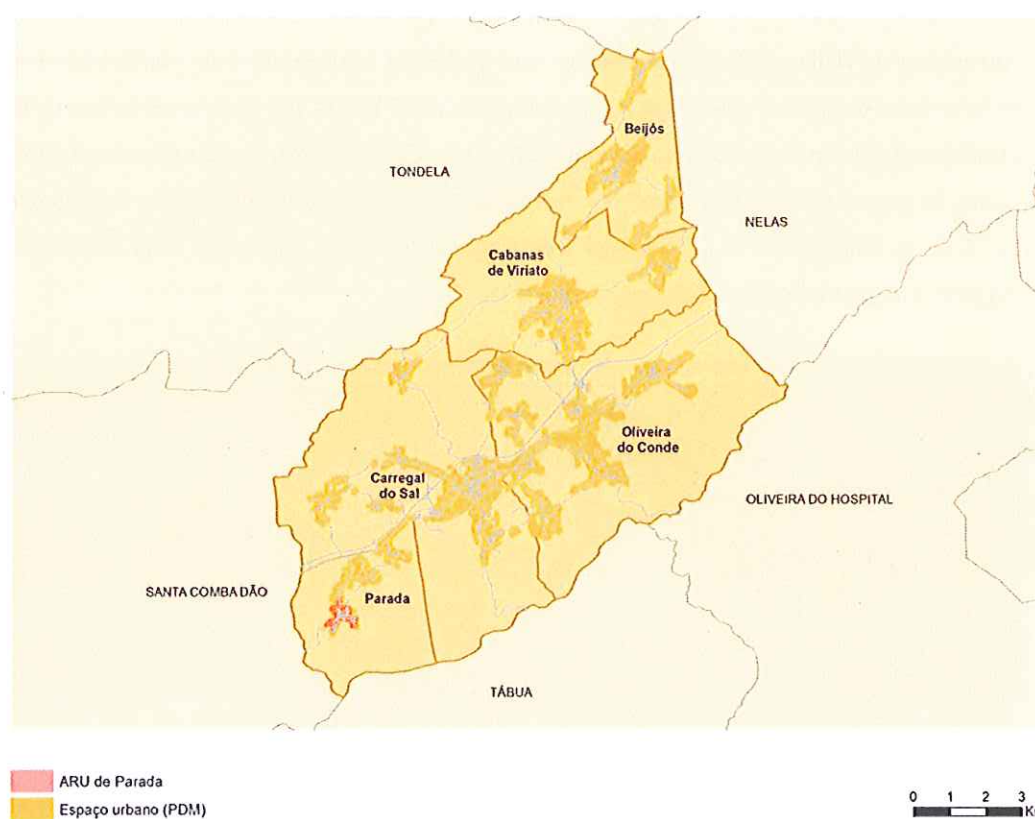 Beijós
TONDELA
NELAS
Cabanas
de Viriato
Oliveira
do Conde
Carregal
do Sal
OLIVEIRA DO HOSPITAL
SANTA COMBA DÃO
Parada
TÁBUA
ARU de Parada
Espaço urbano (PDM)
0 1 2 3